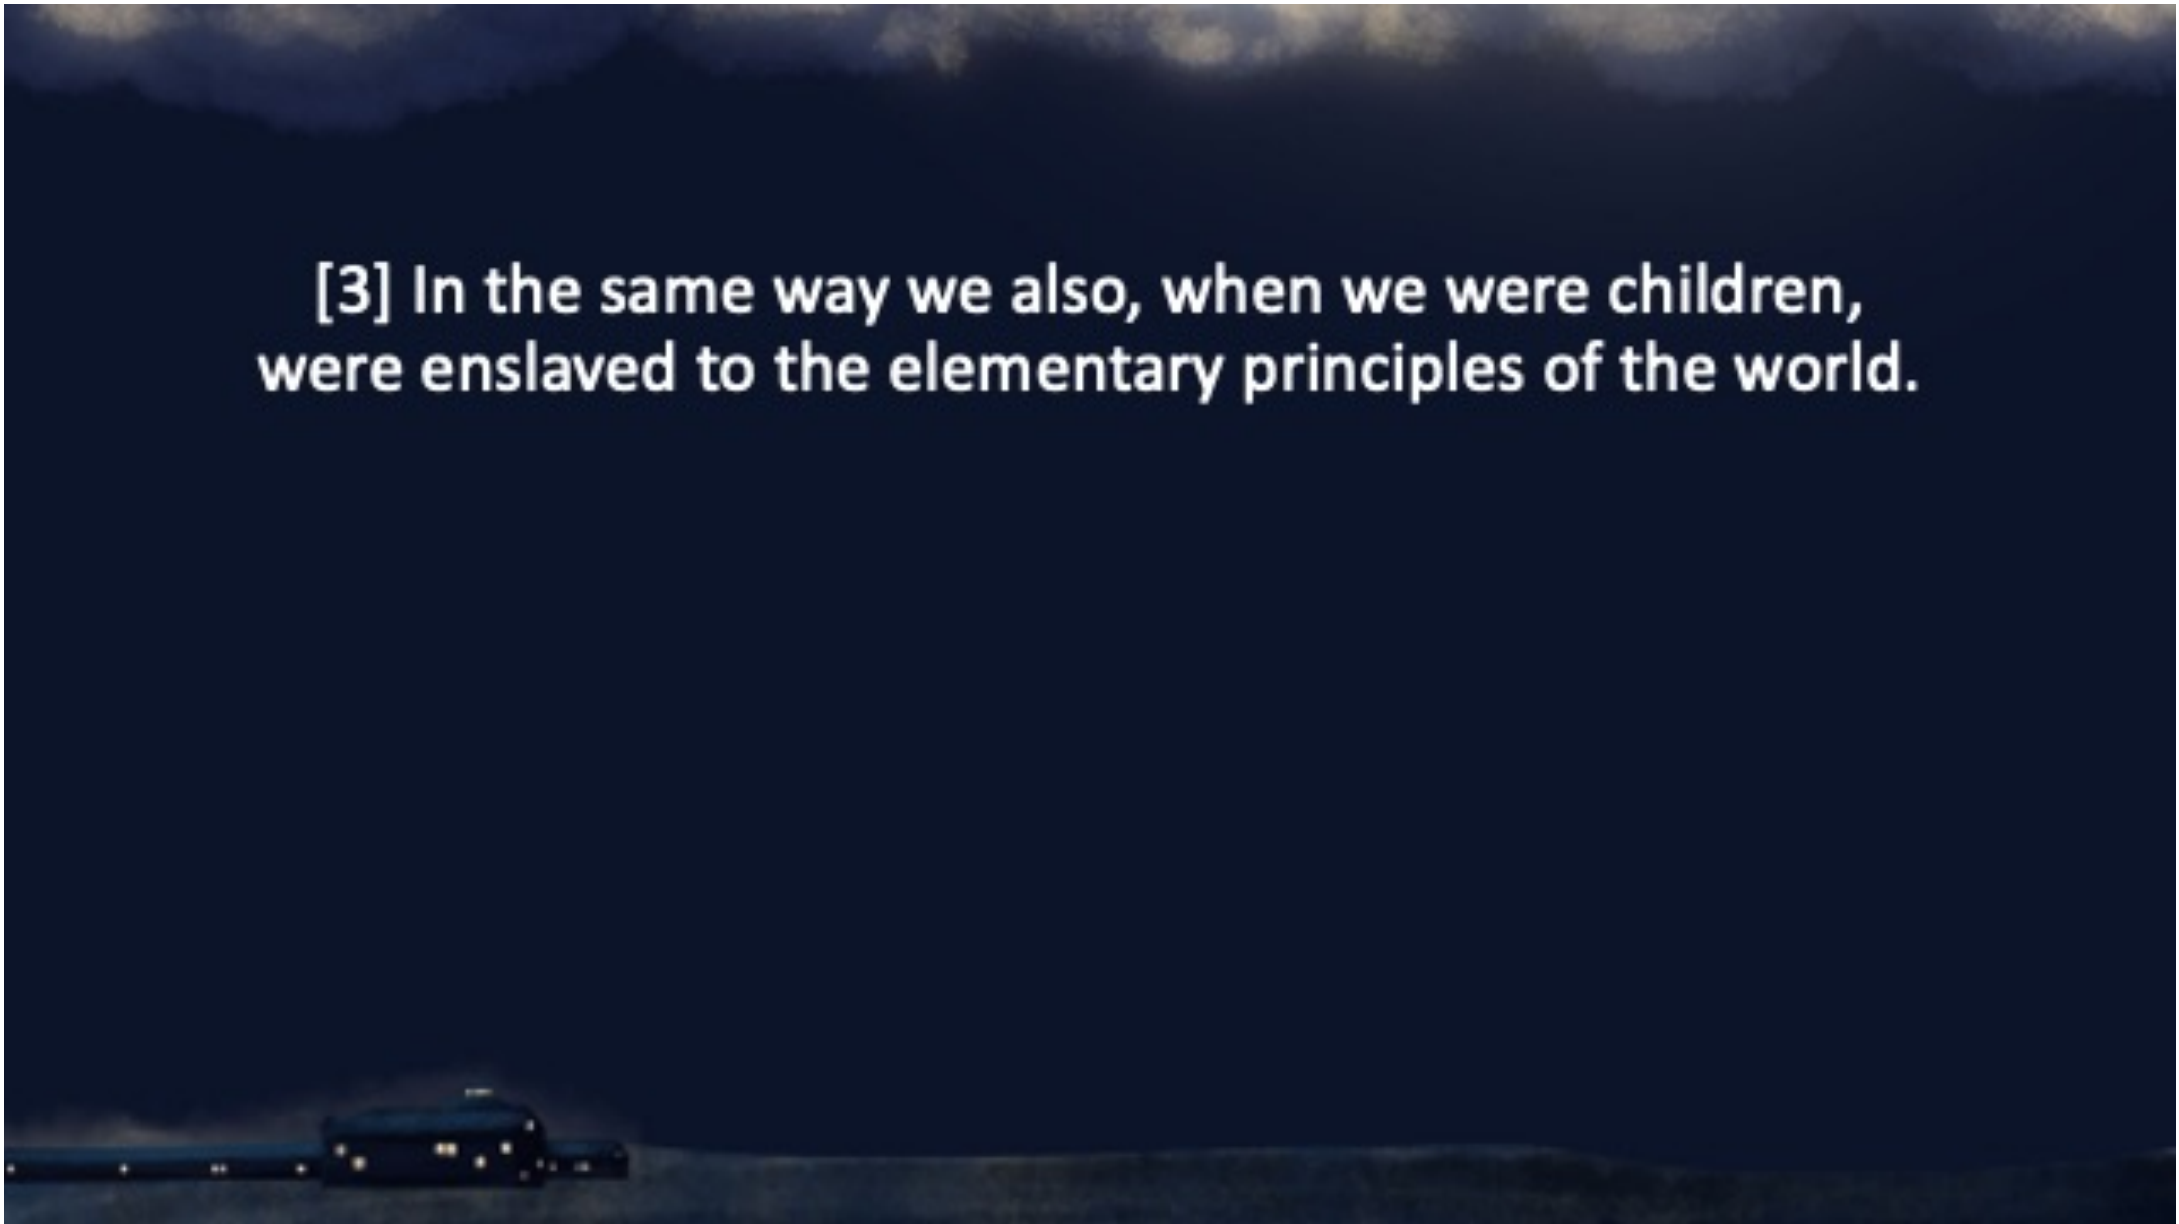 [3] In the same way we also, when we were children,
were enslaved to the elementary principles of the world.